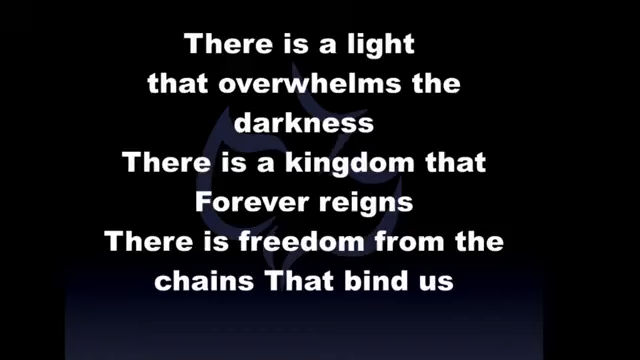 There is a light
that overwhelms the
darkness
There is a kingdom that
Forever reigns
There is freedom from the
chains That bind us